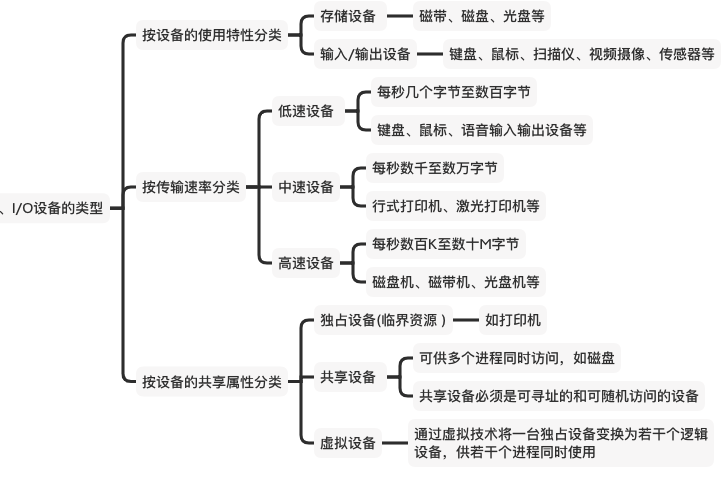 、I/O设备的类型
按设备的使用特性分类
存储设备
磁带、磁盘、光盘等
输入/输出设备
键盘、鼠标、扫描仪、视频摄像、传感器等
按传输速率分类
低速设备
每秒几个字节至数百字节
键盘、鼠标、语音输入输出设备等
中速设备
每秒数千至数万字节
行式打印机、激光打印机等
高速设备
每秒数百K至数十M字节
磁盘机、磁带机、光盘机等
按设备的共享属性分类
独占设备(临界资源 )
如打印机
共享设备
可供多个进程同时访问，如磁盘
共享设备必须是可寻址的和可随机访问的设备
虚拟设备
通过虚拟技术将一台独占设备变换为若干个逻辑
设备，供若干个进程同时使用